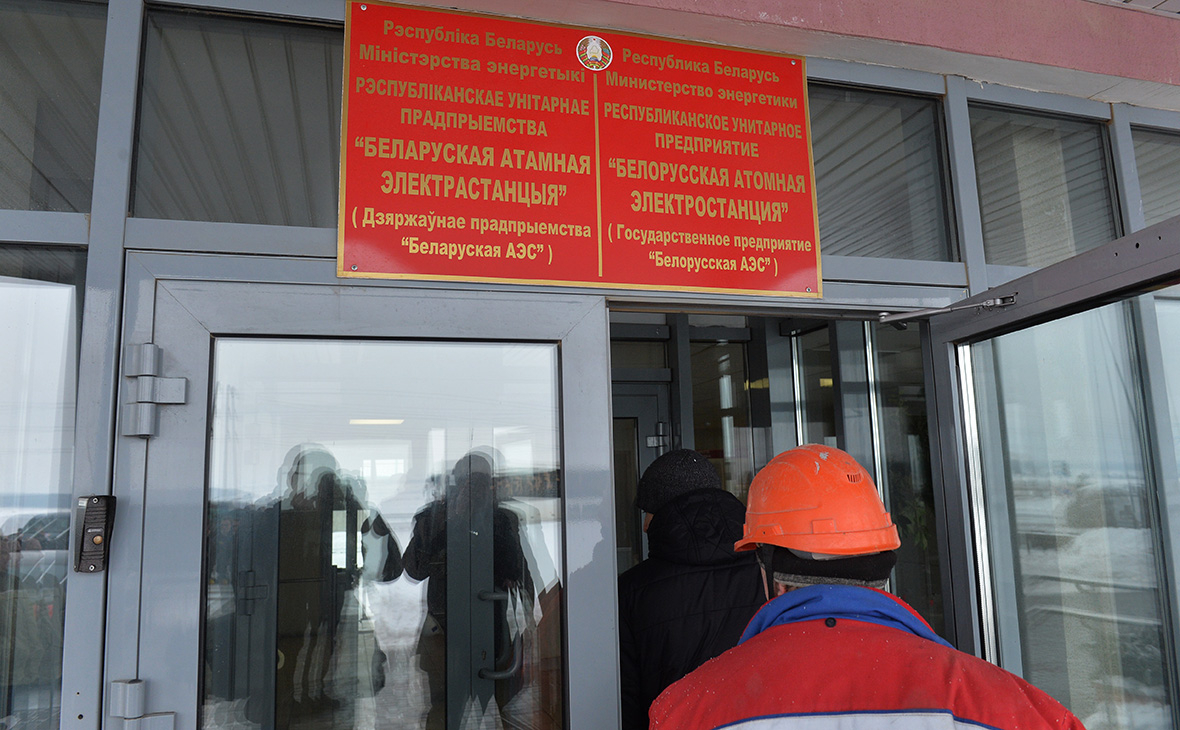 Рэспубліка Беларусь
Міністэрства энергетыкі
РЭСПУБЛІКАНСКАЕ УНІТАРНАЕ
ПРАДПРЫЕМСТВА
“БЕЛАРУСКАЯ АТАМНАЯ
ЭЛЕКТРАСТАНЦЫЯ”
( Дзяржаўнае прадпрыемства
“Беларуская АЭС” )
Республика Беларусь
Министерство энергетики
РЕСПУБЛИКАНСКОЕ УНИТАРНОЕ
ПРЕДПРИЯТИЕ
“БЕЛОРУССКАЯ АТОМНАЯ
ЭЛЕКТРОСТАНЦИЯ”
( Государственное предприятие
“Белорусская АЭС” )